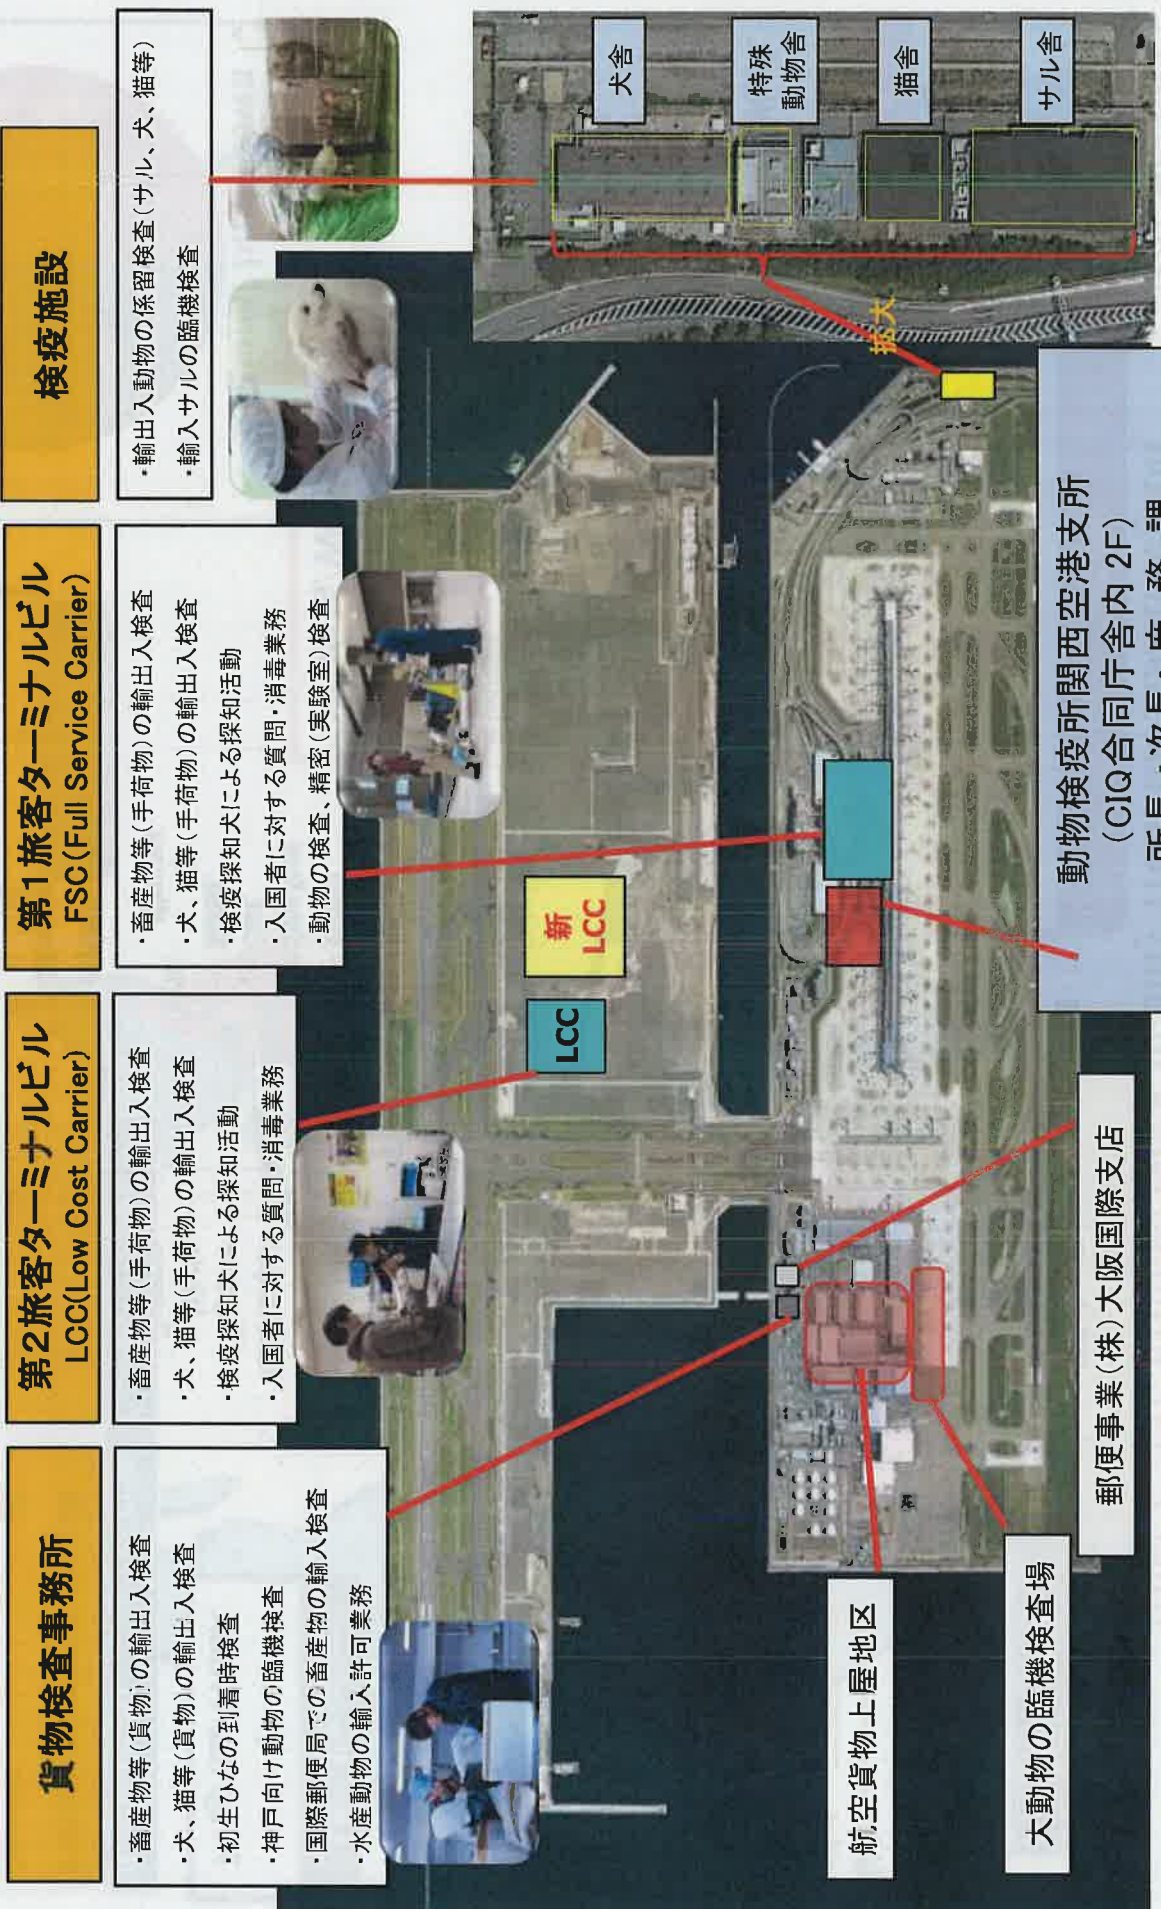 貨物検査事務所
・畜産物等(貨物)の輸出入検査
・犬、猫等(貨物)の輸出入検査
・初生ひなの到着時検査
・神戸向け動物の臨機検査
・国際郵便局での畜産物の輸入検査
・水産動物の輸入許可業務
第2旅客ターミナルビル
LCC(Low Cost Carrier)
・畜産物等(手荷物)の輸出入検査
・犬、猫等(手荷物)の輸出入検査
・検疫探知犬による探知活動
・入国者に対する質問・消毒業務
第1旅客ターミナルビル
FSC(Full Service Carrier)
・畜産物等(手荷物)の輸出入検査
・犬、猫等(手荷物)の輸出入検査
・検疫探知犬による探知活動
・入国者に対する質問・消毒業務
・動物の検査、精密(実験室)検査
検疫施設
・輸出入動物の係留検査(サル、犬、猫等)
・輸入サルの臨機検査
LCC
新
LCC
拡大
犬舎
特殊
動物舎
猫舎
サル舎
航空貨物上屋地区
大動物の臨機検査場
郵便事業(株)大阪国際支店
動物検疫所関西空港支所
(CIQ合同庁舎内 2F)
所長・次長・庶務課